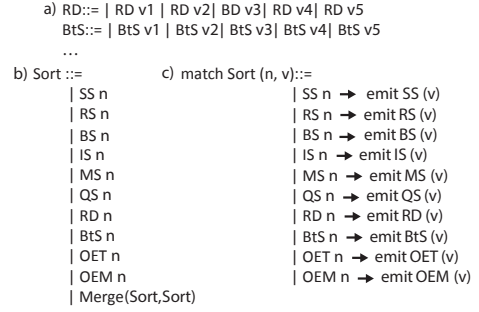 a) RD::= | RD v1 | RD v2| BD v3| RD v4| RD v5
BtS::= | BtS v1 | BtS v2| BtS v3| BtS v4| BtS v5
...
b) Sort ::= c) match Sort (n, v)::=
| SS n | SS n → emit SS (v)
| RS n | RS n → emit RS (v)
| BS n | BS n → emit BS (v)
| IS n | IS n → emit IS (v)
| MS n | MS n → emit MS (v)
| QS n | QS n → emit QS (v)
| RD n | RD n → emit RD (v)
| BtS n | BtS n → emit BtS (v)
| OET n | OET n → emit OET (v)
| OEM n | OEM n → emit OEM (v)
| Merge(Sort,Sort)